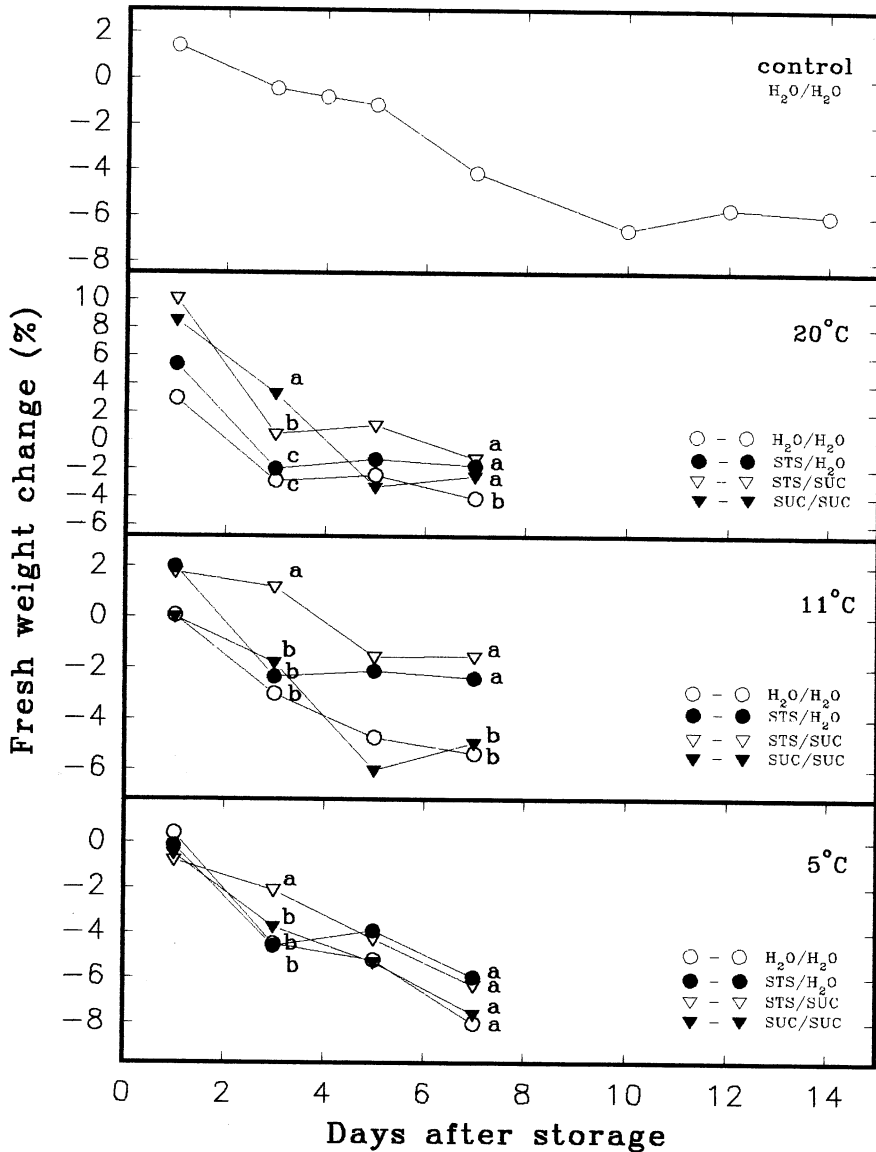 Fresh weight change (%)
2
0
−2
−4
−6
−8
control
H₂O/H₂O
10
8
6
4
2
0
−2
−4
−6
20°C
a
b
c
c
a
a
a
b
○ - ○ H₂O/H₂O
● - ● STS/H₂O
▽ - ▽ STS/SUC
▼ - ▼ SUC/SUC
2
0
−2
−4
−6
11°C
a
b
b
b
a
a
b
b
○ - ○ H₂O/H₂O
● - ● STS/H₂O
▽ - ▽ STS/SUC
▼ - ▼ SUC/SUC
0
−2
−4
−6
−8
5°C
a
b
b
b
a
a
a
a
○ - ○ H₂O/H₂O
● - ● STS/H₂O
▽ - ▽ STS/SUC
▼ - ▼ SUC/SUC
0 2 4 6 8 10 12 14
Days after storage